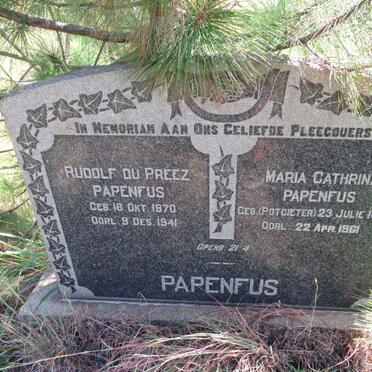 In Memoriam Aan Ons Geliefde Pleegouers
Rudolf du Preez
Papenfus
Geb. 16 Okt. 1870
Oorl. 9 Des. 1941
Maria Cathrina
Papenfus
Geb (Potgieter) 23 Julie
Oorl. 22 Apr. 1961
Openb. 21:4
Papenfus